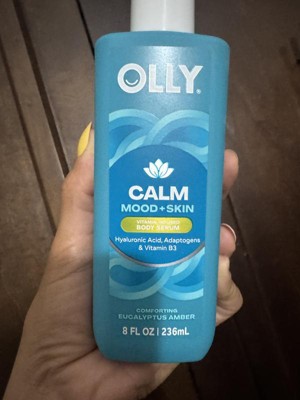 OLLY.
CALM
MOOD+SKIN
BODY SERUM
Hyaluronic Acid, Adaptogens
& Vitamin B3
COMFORTING
EUCALYPTUS AMBER
8 FL OZ | 236mL